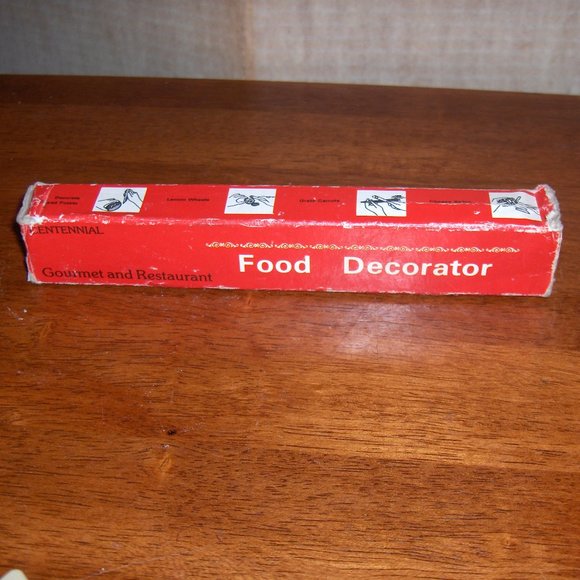 Lemon Wheels
Grate Carrots
CENTENNIAL
Gourmet and Restaurant
Food Decorator